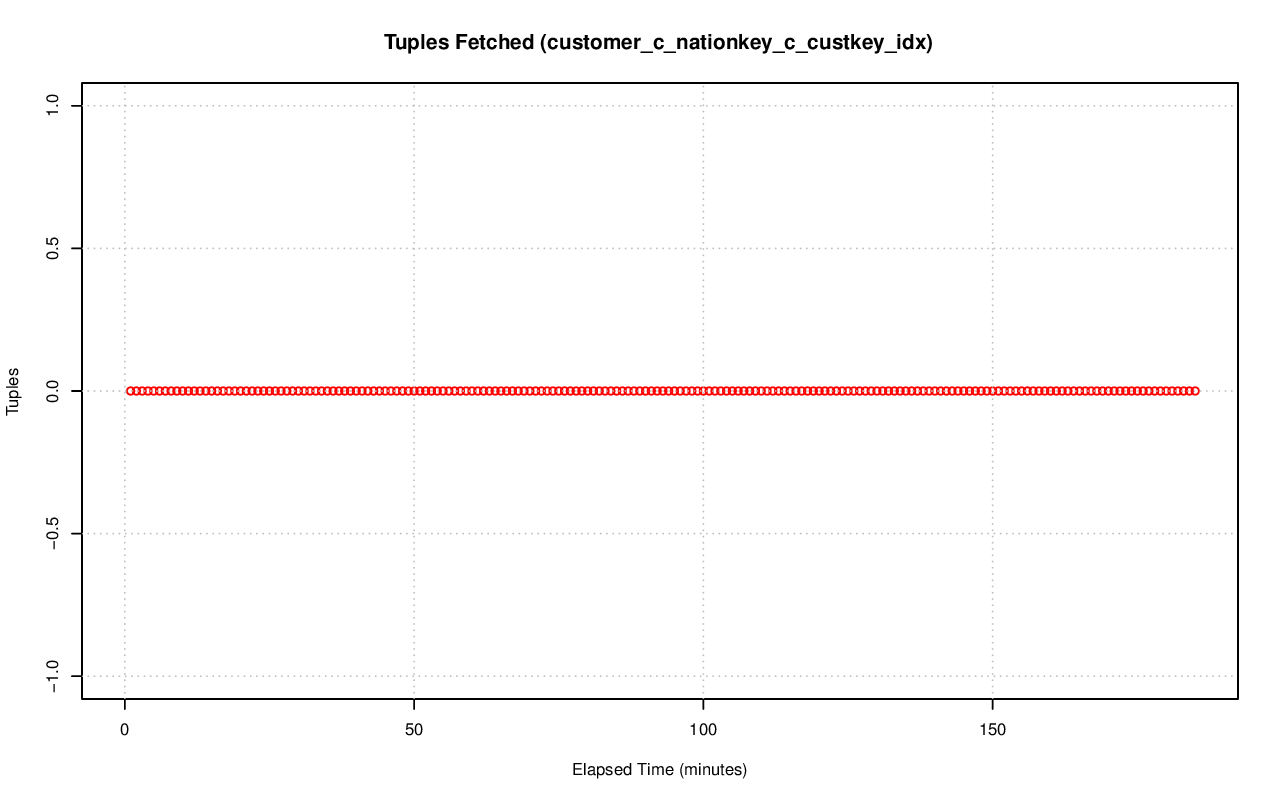 Tuples Fetched (customer_c_nationkey_c_custkey_idx)
1.0
0.5
0.0
−0.5
−1.0
Tuples
0 50 100 150
Elapsed Time (minutes)